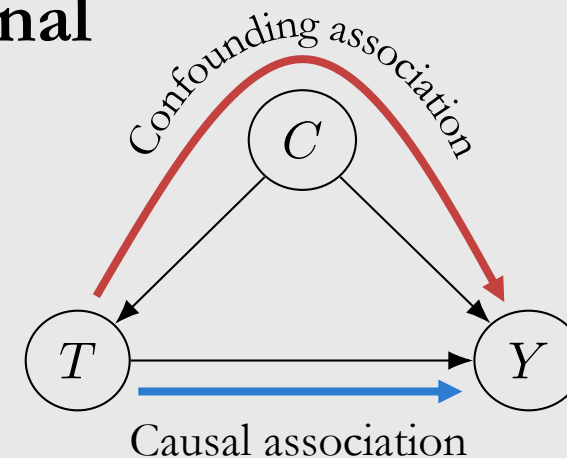 nal
Confounding association
C
T
Y
Causal association